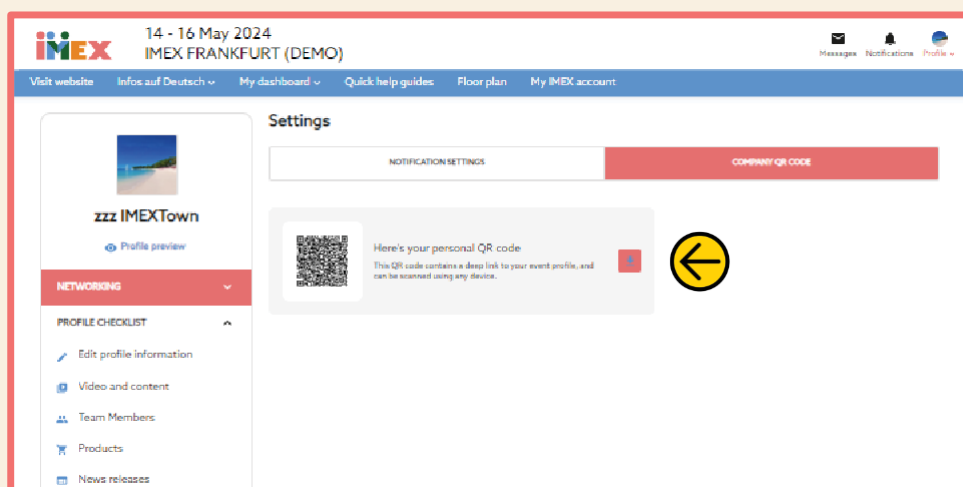 IMEX
14 - 16 May 2024
IMEX FRANKFURT (DEMO)
Messages Notifications Profile
Visit website Infos auf Deutsch My dashboard Quick help guides Floor plan My IMEX account
Settings
NOTIFICATION SETTINGS COMPANY QR CODE
zzz IMEXTown
Profile preview
Here's your personal QR code
This QR code contains a deep link to your event profile, and
can be scanned using any device.
NETWORKING
PROFILE CHECKLIST
Edit profile information
Video and content
Team Members
Products
News releases